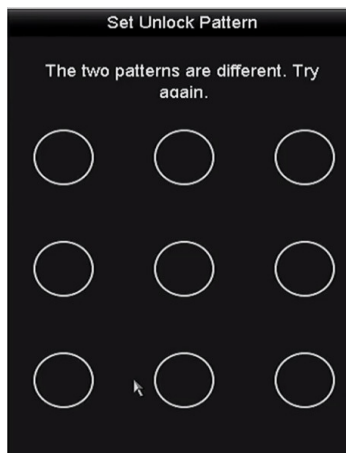 Set Unlock Pattern
The two patterns are different. Try
again.